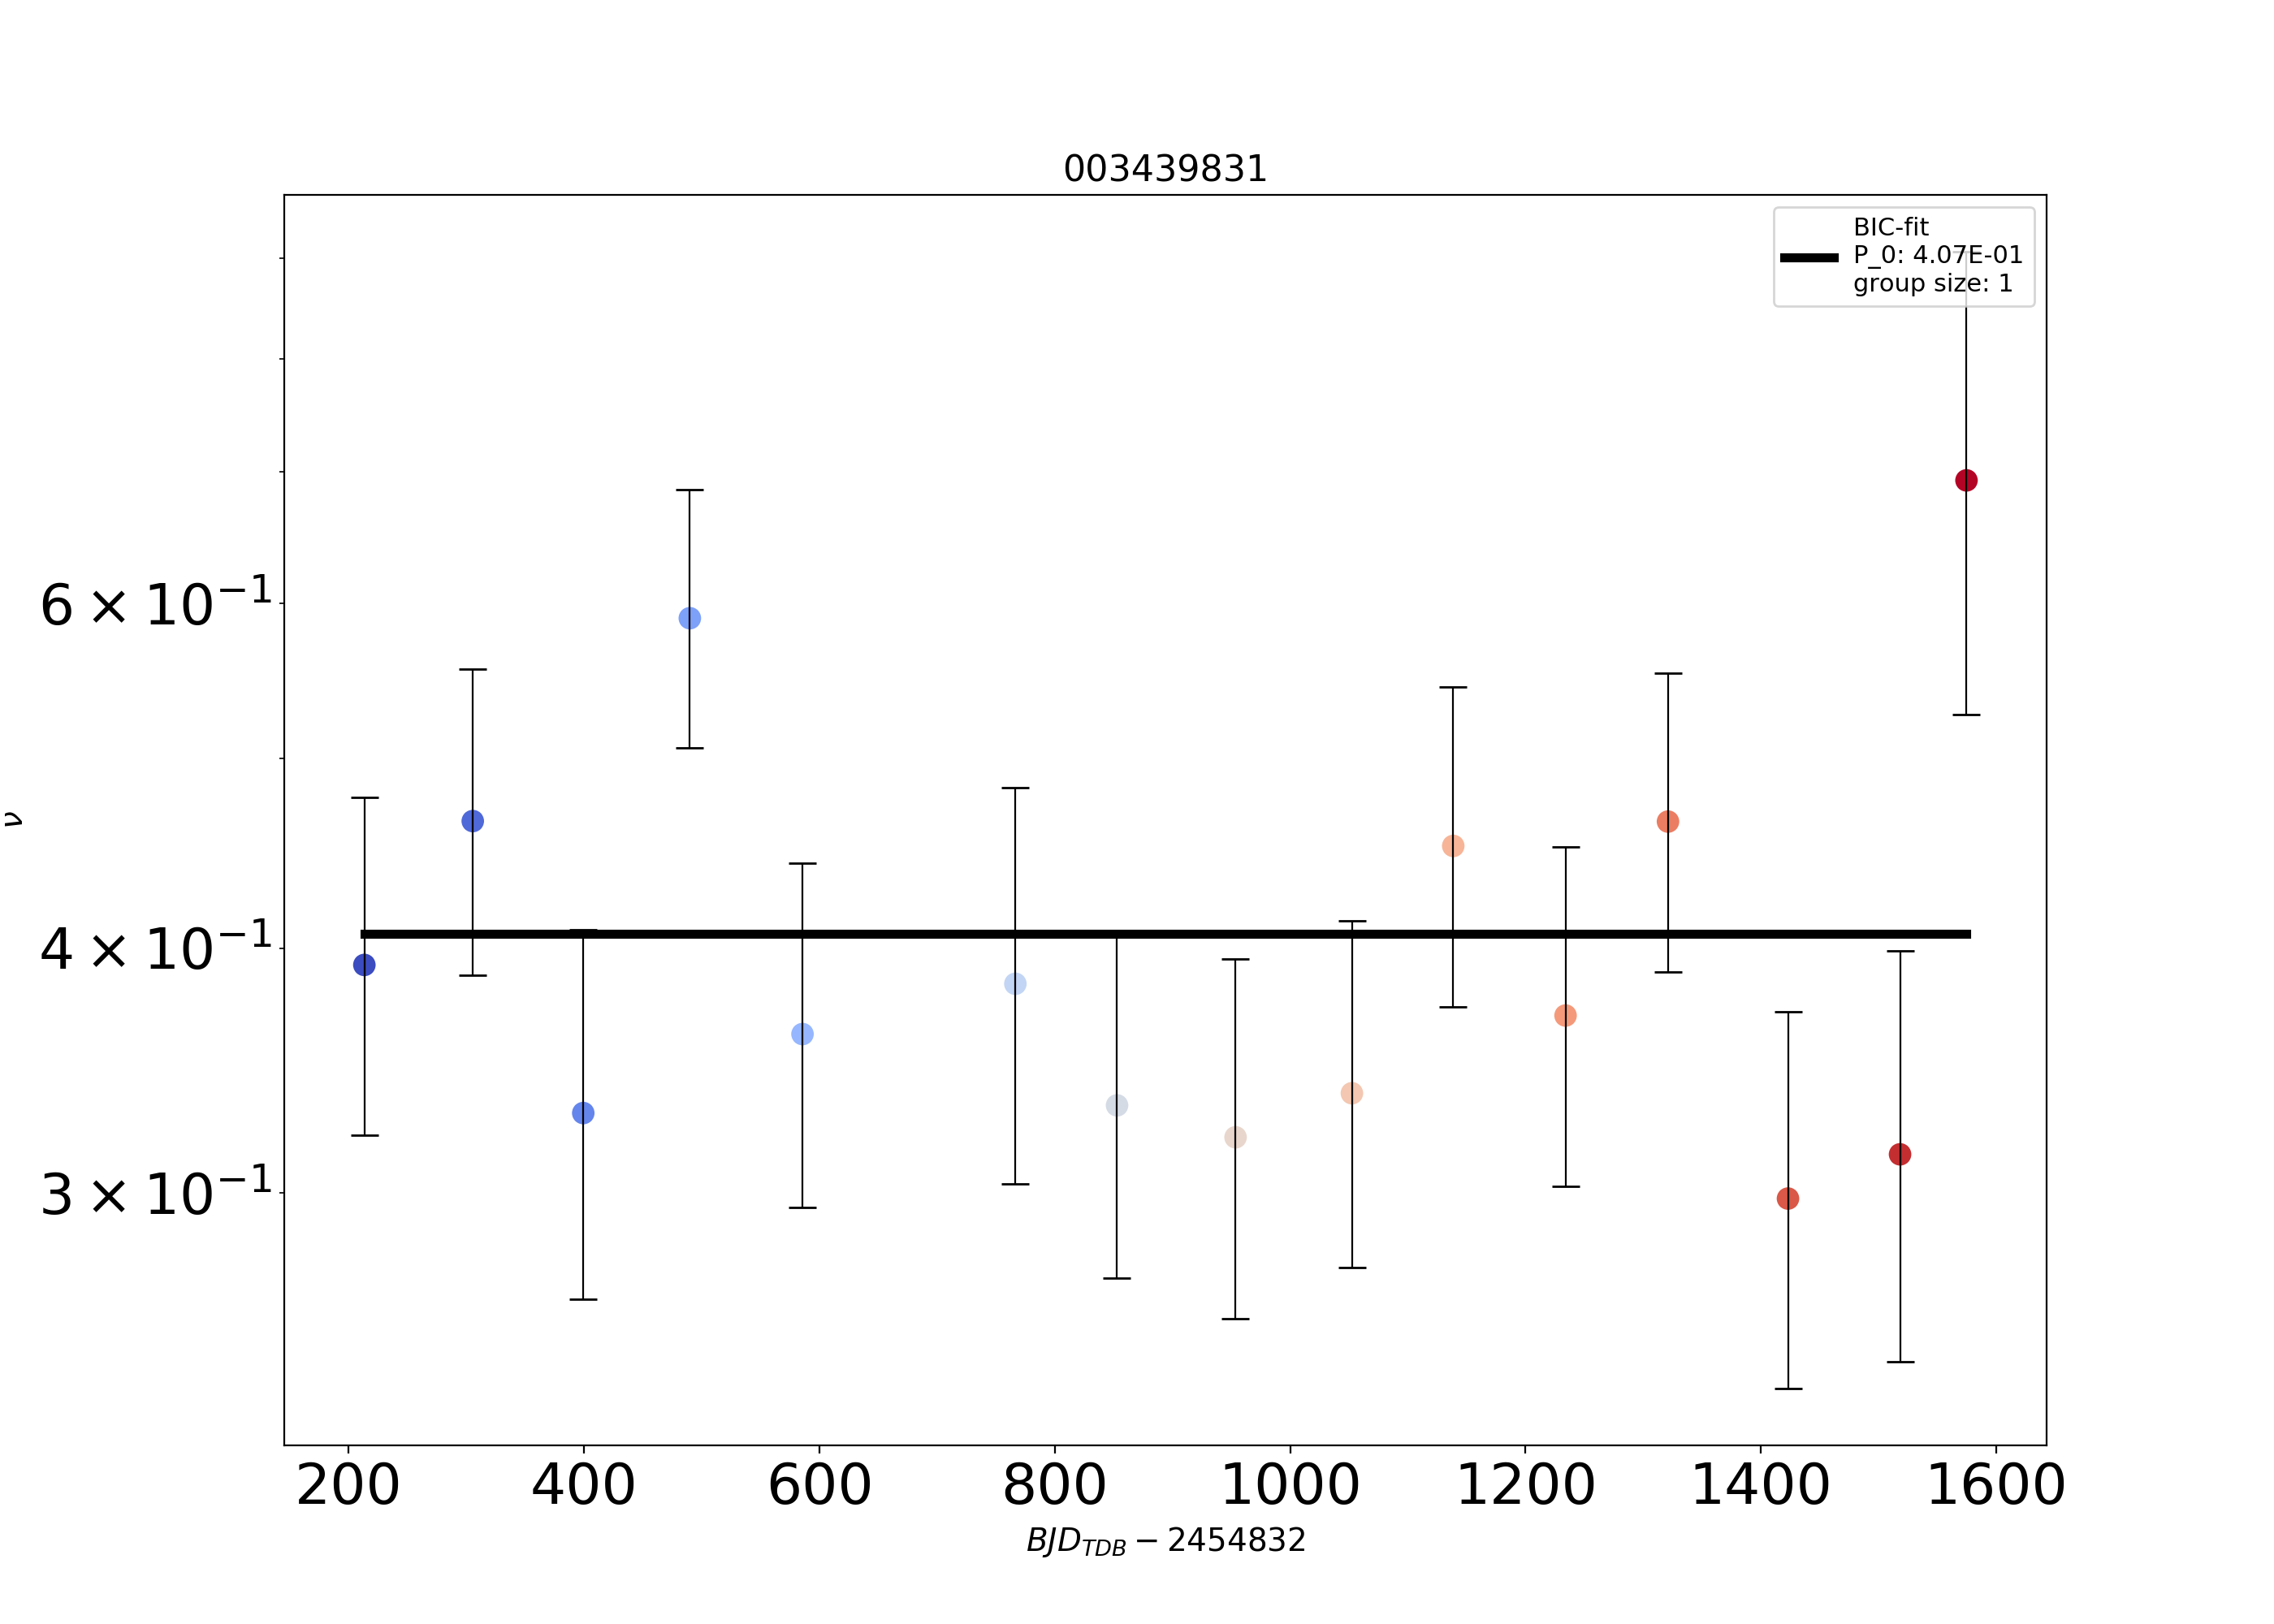 003439831
BIC-fit
P_0: 4.07E-01
group size: 1
6 × 10⁻¹
4 × 10⁻¹
3 × 10⁻¹
ν
200 400 600 800 1000 1200 1400 1600
BJD_TDB − 2454832